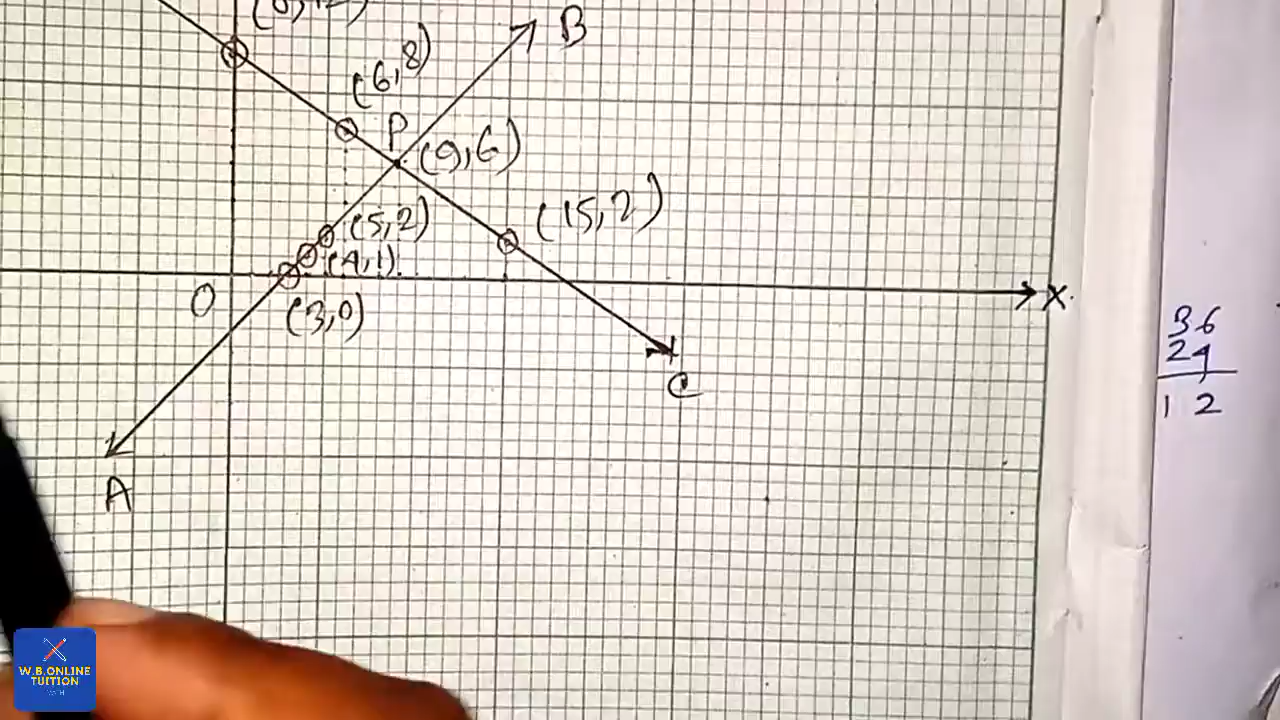 B
(6,8)
P
(9,6)
(15,2)
(5,2)
(4,1)
O
(3,0)
X
C
A
36
24
12
W.B.ONLINE
TUITION